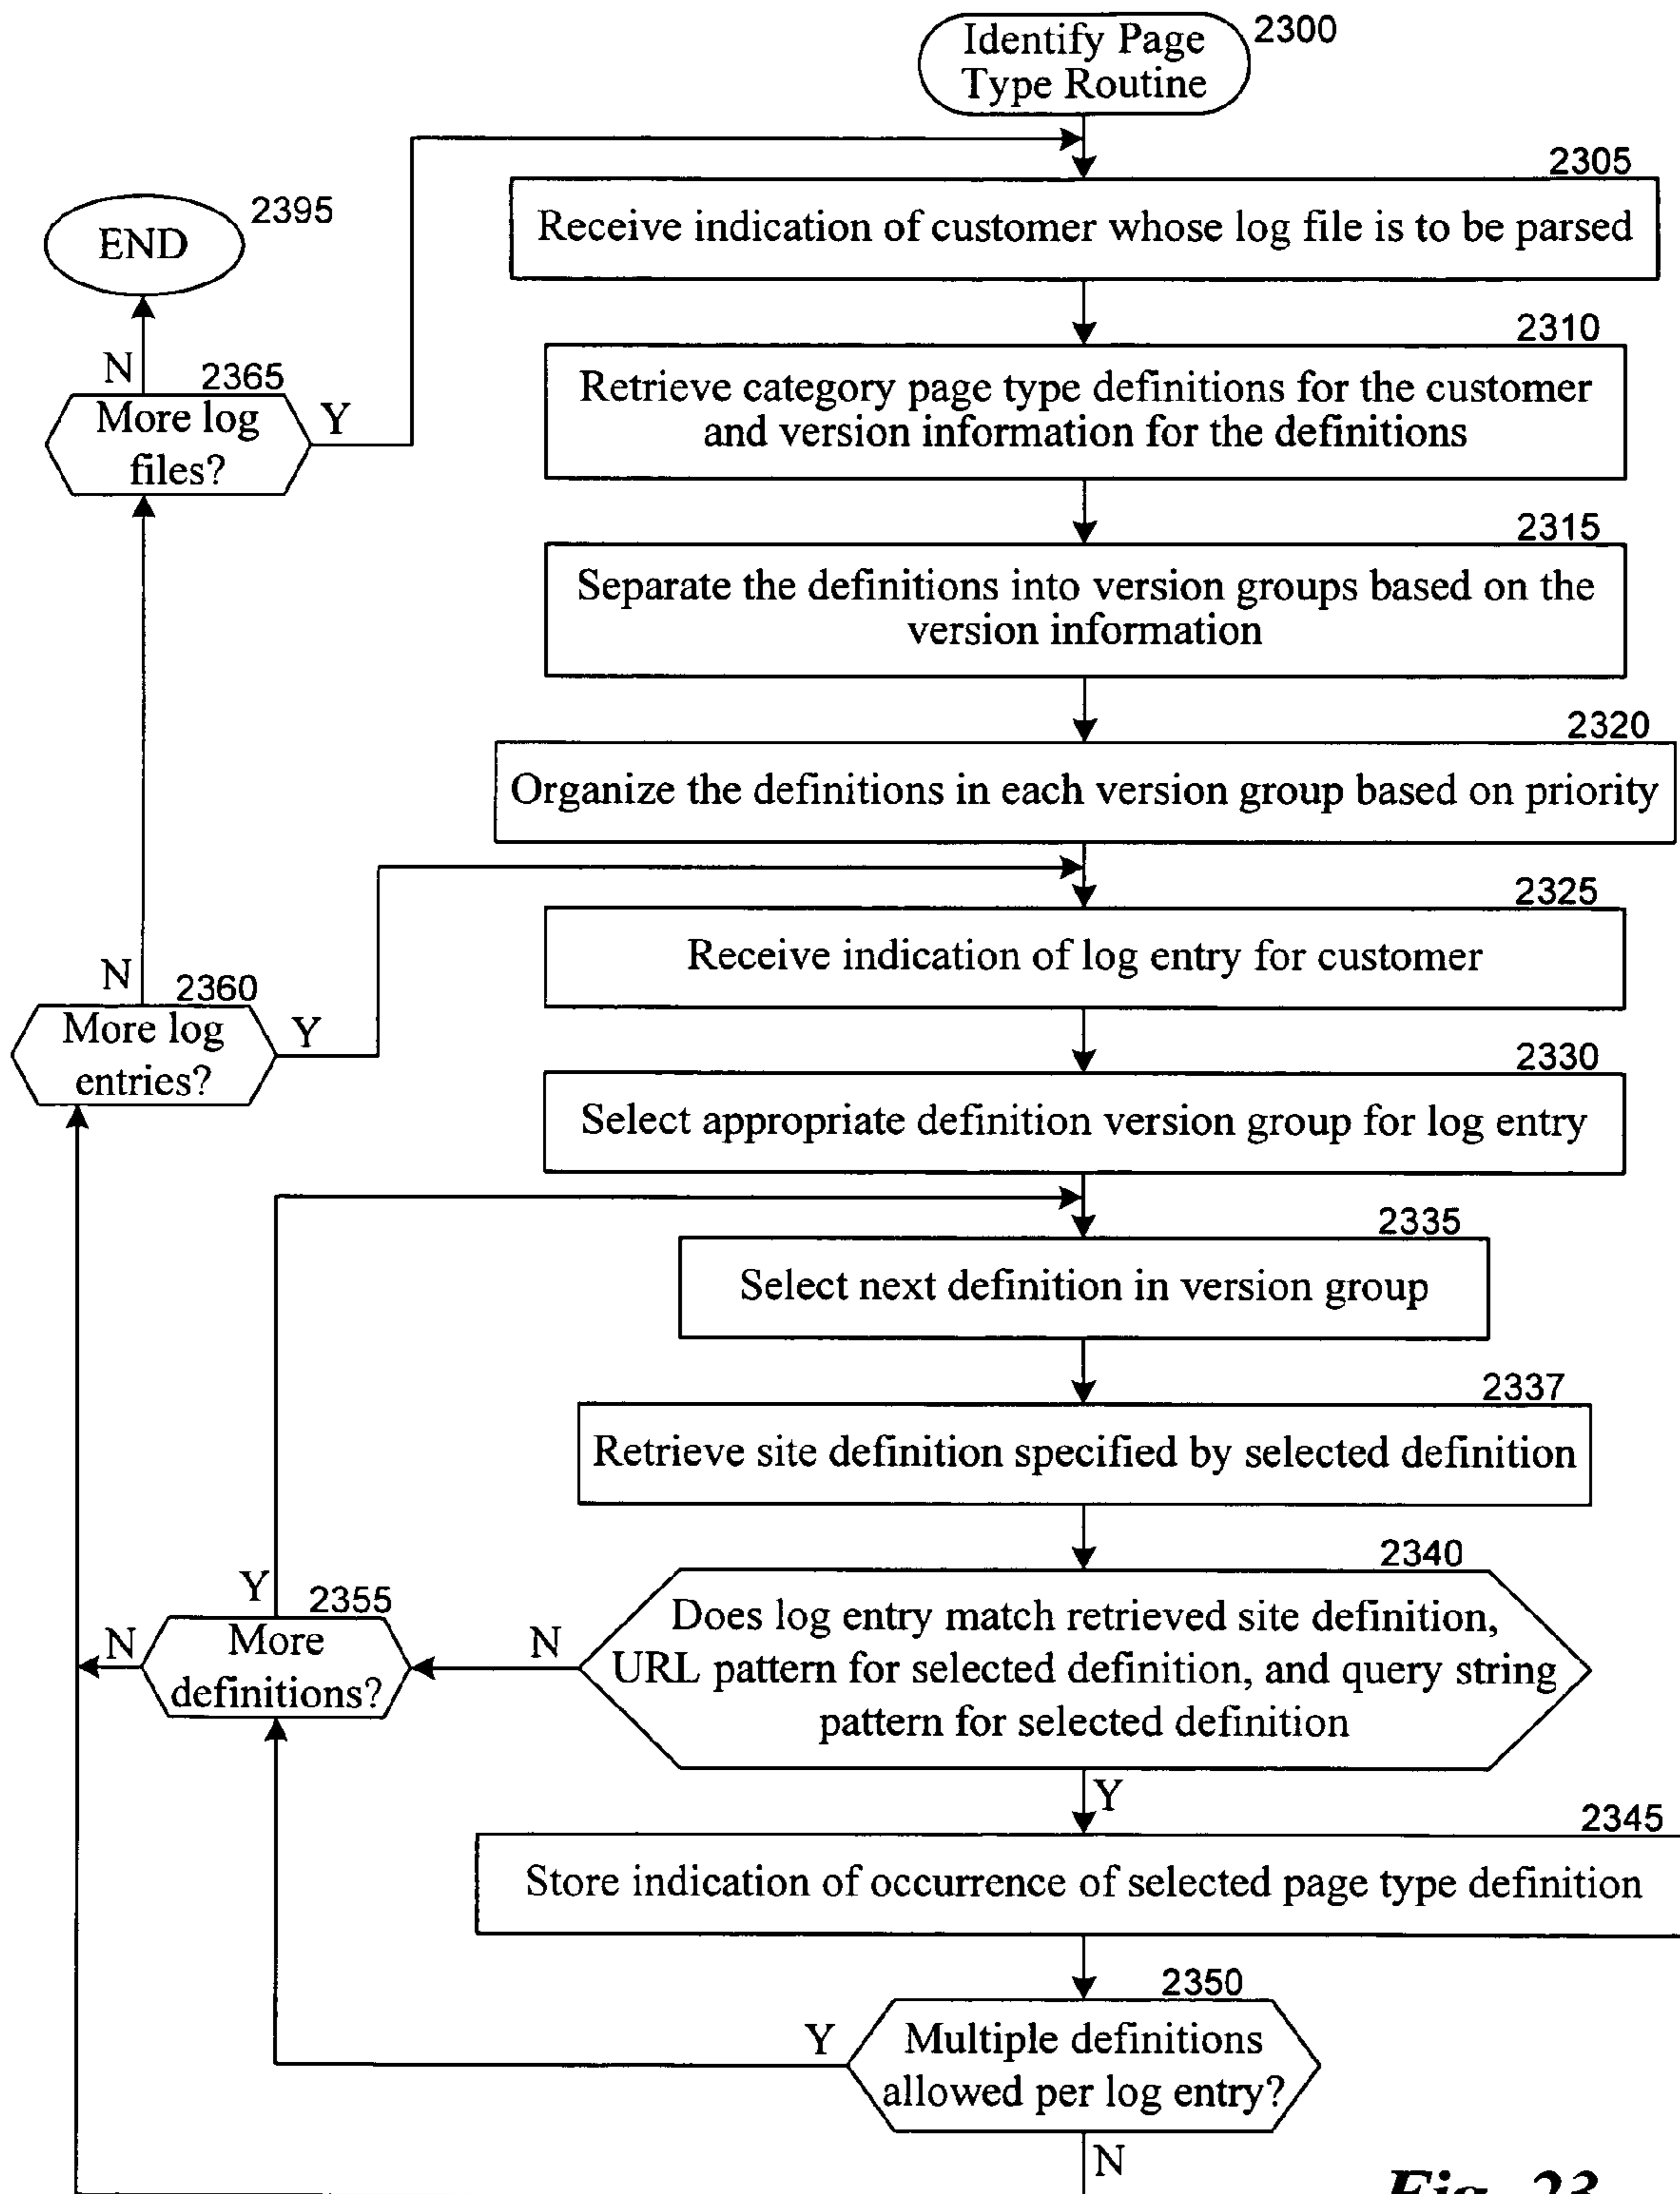 Identify Page
Type Routine
2300
2305
Receive indication of customer whose log file is to be parsed
2395
END
2310
Retrieve category page type definitions for the customer
and version information for the definitions
N
2365
More log
files?
Y
2315
Separate the definitions into version groups based on the
version information
2320
Organize the definitions in each version group based on priority
2325
Receive indication of log entry for customer
N
2360
More log
entries?
Y
2330
Select appropriate definition version group for log entry
2335
Select next definition in version group
2337
Retrieve site definition specified by selected definition
2340
Does log entry match retrieved site definition,
URL pattern for selected definition, and query string
pattern for selected definition
N
Y
2355
More
definitions?
N
Y
2345
Store indication of occurrence of selected page type definition
2350
Multiple definitions
allowed per log entry?
Y
N
Fig. 23